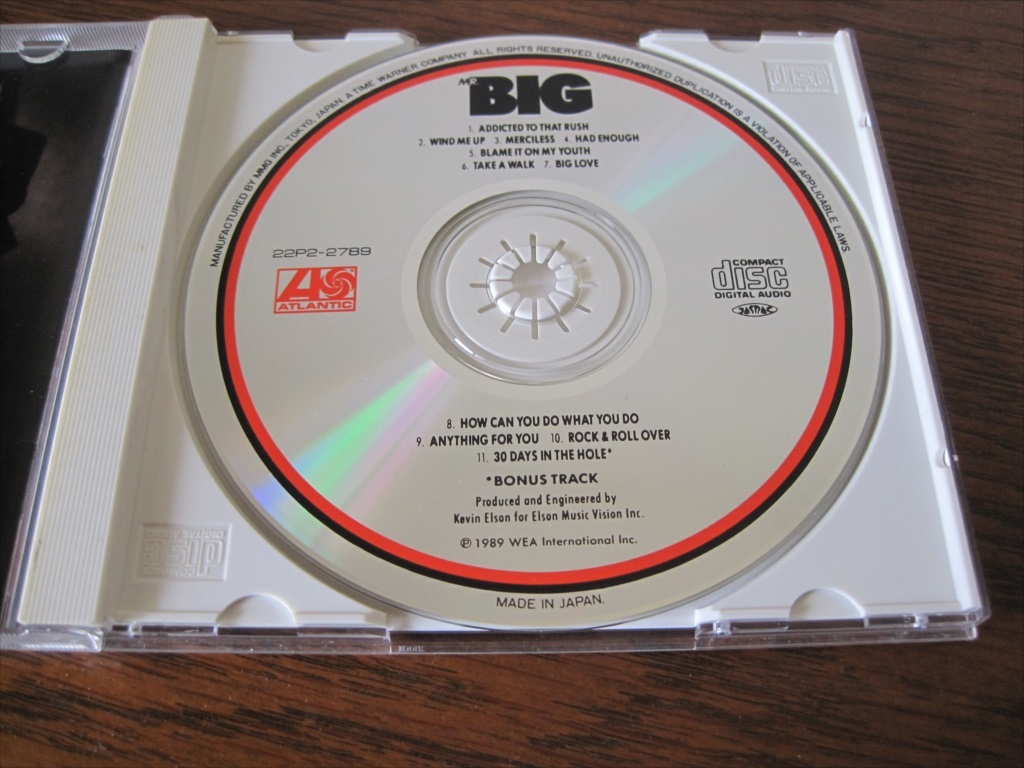 MANUFACTURED BY MMG INC., TOKYO, JAPAN. A TIME WARNER COMPANY ALL RIGHTS RESERVED. UNAUTHORIZED DUPLICATION IS A VIOLATION OF APPLICABLE LAWS
MR. BIG
1. ADDICTED TO THAT RUSH
2. WIND ME UP 3. MERCILESS 4. HAD ENOUGH
5. BLAME IT ON MY YOUTH
6. TAKE A WALK 7. BIG LOVE
22P2-2789
ATLANTIC
COMPACT
disc
DIGITAL AUDIO
JASRAC
8. HOW CAN YOU DO WHAT YOU DO
9. ANYTHING FOR YOU 10. ROCK & ROLL OVER
11. 30 DAYS IN THE HOLE*
*BONUS TRACK
Produced and Engineered by
Kevin Elson for Elson Music Vision Inc.
℗ 1989 WEA International Inc.
MADE IN JAPAN.
disc
COMPACT
disc
DIGITAL AUDIO